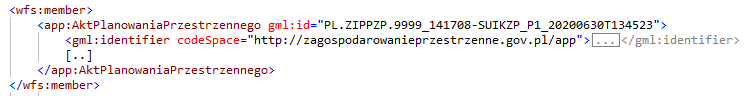 <wfs:member>
<app:AktPlanowaniaPrzestrzennego gml:id="PL.ZIPPZP.9999_141708-SUIKZP_P1_20200630T134523">
<gml:identifier codeSpace="http://zagospodarowanieprzestrzenne.gov.pl/app">...</gml:identifier>
[..]
</app:AktPlanowaniaPrzestrzennego>
</wfs:member>